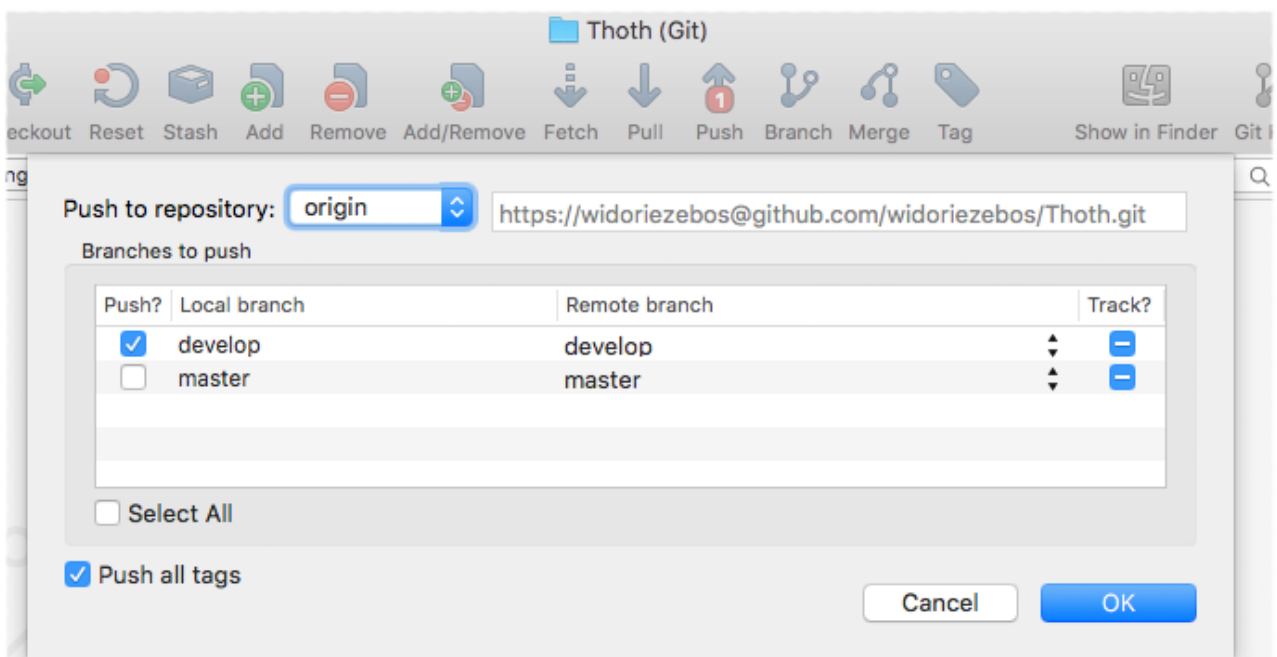 Thoth (Git)
1
eckout Reset Stash Add Remove Add/Remove Fetch Pull Push Branch Merge Tag Show in Finder Git
ng
Push to repository: origin https://widoriezebos@github.com/widoriezebos/Thoth.git
Branches to push
Push? Local branch Remote branch Track?
develop develop
master master
Select All
Push all tags
Cancel OK